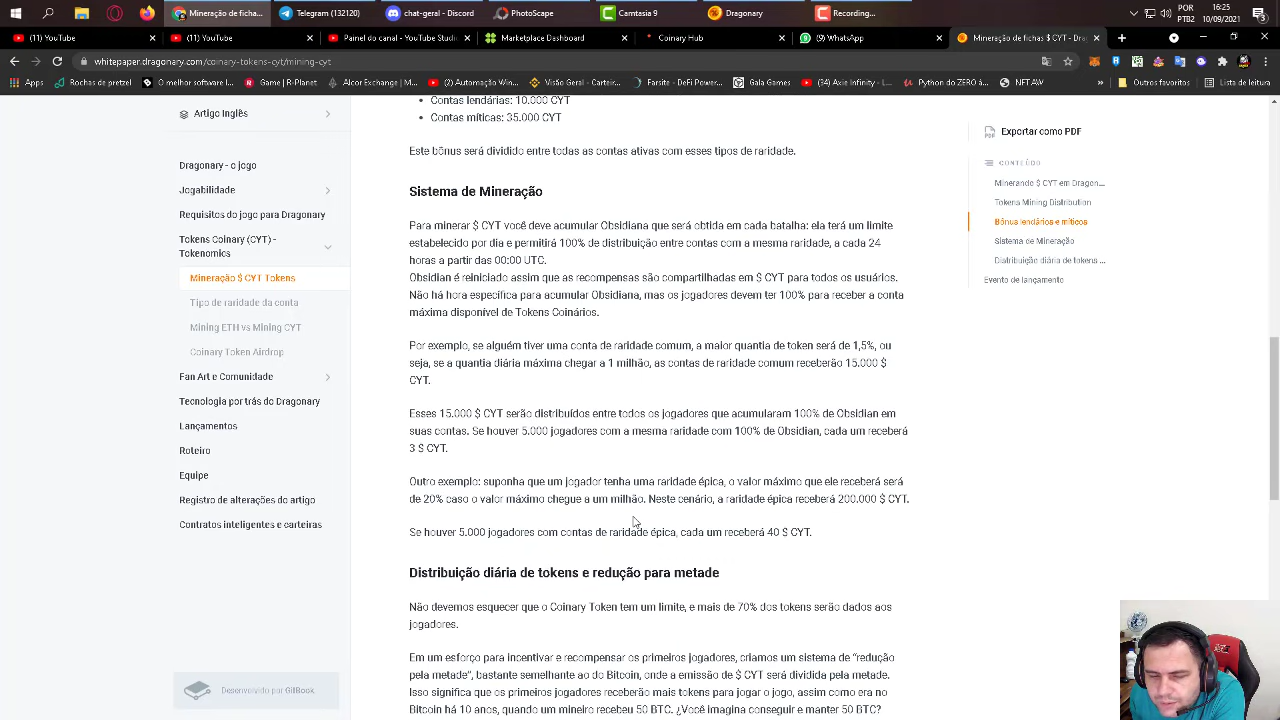 (11) YouTube
Telegram (132120)
chat-geral - Discord
PhotoScape
Camtasia 9
Dragonary
Recording...
POR
PTB2
16:25
10/09/2021
(11) YouTube
(11) YouTube
Painel do canal - YouTube Studi
Marketplace Dashboard
Coinary Hub
(9) WhatsApp
Mineração de fichas $ CYT - Dra
whitepaper.dragonary.com/coinary-tokens-cyt/mining-cyt
Rocha do deserto
O melhor software i...
Game | R-Planet
Alcor Exchange | M...
(2) Automação Vên...
Visão Geral - Carteir...
Farsite - DeFi Power...
Gala Games
(34) Axie Infinity - L...
Python do ZERO á...
Outros favoritos
Lista de leitura
Artigo Inglês
Dragonary - o jogo
Jogabilidade
Requisitos do jogo para Dragonary
Tokens Coinary (CYT) -
Tokenomics
Mineração $ CYT Tokens
Tipo de raridade da conta
Mining ETH vs Mining CYT
Coinary Token Airdrop
Fan Art e Comunidade
Tecnologia por trás do Dragonary
Lançamentos
Roteiro
Equipe
Registro de alterações do artigo
Contratos inteligentes e carteiras
Desenvolvido por GitBook
Contas lendárias: 10.000 CYT
Contas míticas: 35.000 CYT
Este bônus será dividido entre todas as contas ativas com esses tipos de raridade.
Sistema de Mineração
Para minerar $ CYT você deve acumular Obsidiana que será obtida em cada batalha: ela terá um limite
estabelecido por dia e permitirá 100% de distribuição entre contas com a mesma raridade, a cada 24
horas a partir das 00:00 UTC.
Obsidian é reiniciado assim que as recompensas são compartilhadas em $ CYT para todos os usuários.
Não há hora específica para acumular Obsidiana, mas os jogadores devem ter 100% para receber a conta
máxima disponível de Tokens Coinários.
Por exemplo, se alguém tiver uma conta de raridade comum, a maior quantia de token será de 1,5%, ou
seja, se a quantia diária máxima chegar a 1 milhão, as contas de raridade comum receberão 15.000 $
CYT.
Esses 15.000 $ CYT serão distribuídos entre todos os jogadores que acumularam 100% de Obsidian em
suas contas. Se houver 5.000 jogadores com a mesma raridade com 100% de Obsidian, cada um receberá
3 $ CYT.
Outro exemplo: suponha que um jogador tenha uma raridade épica, o valor máximo que ele receberá será
de 20% caso o valor máximo chegue a um milhão. Neste cenário, a raridade épica receberá 200.000 $ CYT.
Se houver 5.000 jogadores com contas de raridade épica, cada um receberá 40 $ CYT.
Distribuição diária de tokens e redução para metade
Não devemos esquecer que o Coinary Token tem um limite, e mais de 70% dos tokens serão dados aos
jogadores.
Em um esforço para incentivar e recompensar os primeiros jogadores, criamos um sistema de "redução
pela metade", bastante semelhante ao do Bitcoin, onde a emissão de $ CYT será dividida pela metade.
Isso significa que os primeiros jogadores receberão mais tokens para jogar o jogo, assim como era no
Bitcoin há 10 anos, quando um mineiro recebeu 50 BTC. ¿Você imagina conseguir e manter 50 BTC?
Exportar como PDF
CONTEÚDO
Minerando $ CYT em Dragon...
Tokens Mining Distribution
Bônus lendários e míticos
Sistema de Mineração
Distribuição diária de tokens ...
Evento de lançamento